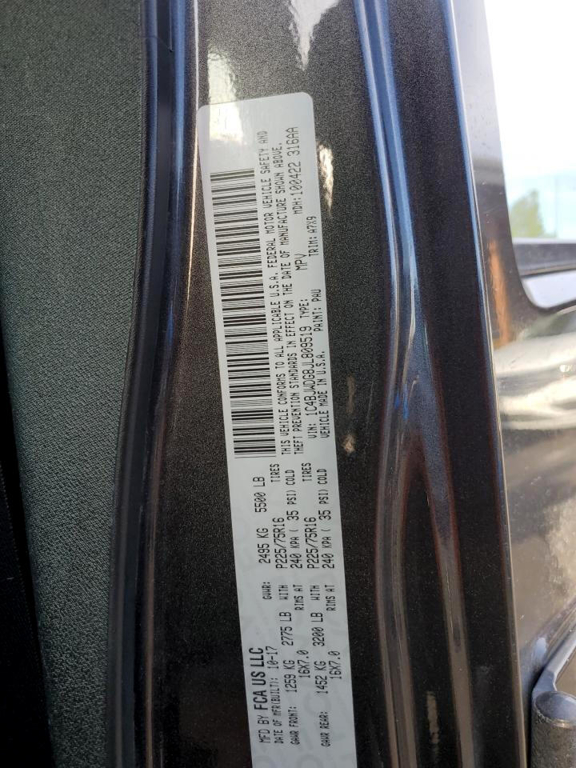 MFD BY FCA US LLC
DATE OF MFR(BUILT): 10-17 GVWR: 2495 KG 5500 LB
GAWR FRONT: 1259 KG 2775 LB WITH P225/75R16 TIRES
16X7.0 RIMS AT 240 KPA ( 35 PSI) COLD
GAWR REAR: 1452 KG 3200 LB WITH P225/75R16 TIRES
16X7.0 RIMS AT 240 KPA ( 35 PSI) COLD
THIS VEHICLE CONFORMS TO ALL APPLICABLE U.S.A. FEDERAL MOTOR VEHICLE SAFETY AND
THEFT PREVENTION STANDARDS IN EFFECT ON THE DATE OF MANUFACTURE SHOWN ABOVE.
VIN: 1C4BJWDG8JL809519 TYPE: MPV MDH: 100422 316AA
VEHICLE MADE IN U.S.A. PAINT: PAU TRIM: A7X9